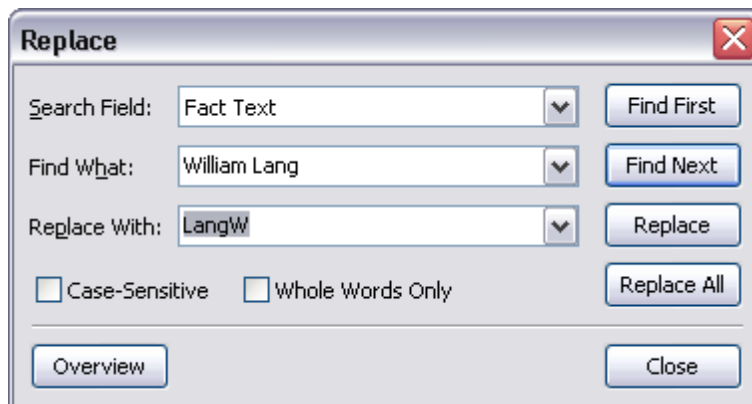 Replace
Search Field: Fact Text Find First
Find What: William Lang Find Next
Replace With: LangW Replace
Case-Sensitive Whole Words Only Replace All
Overview Close